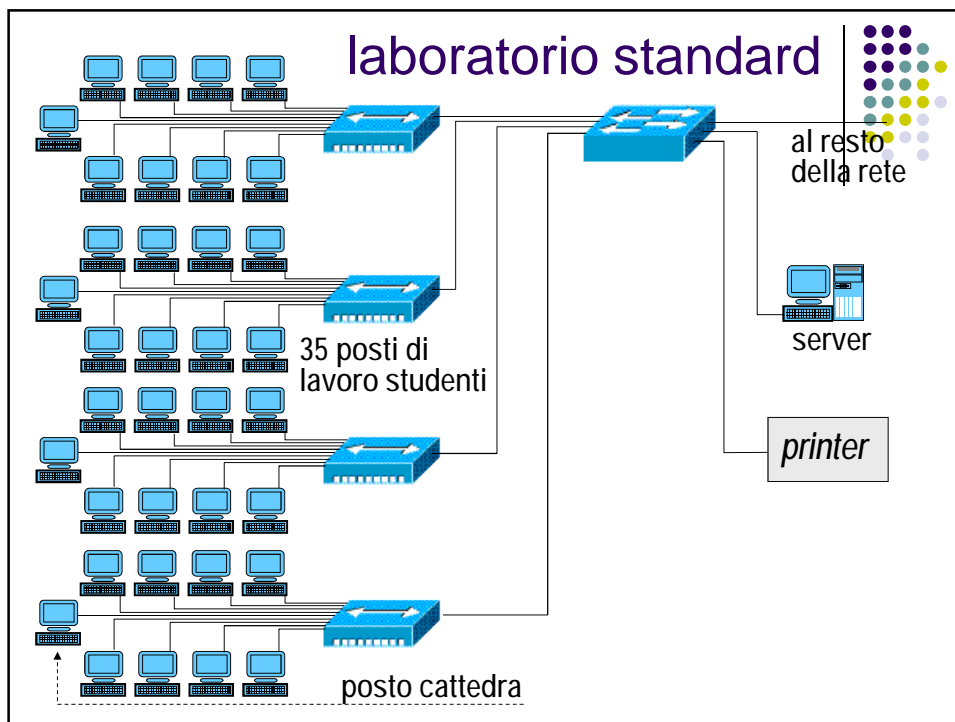 laboratorio standard
al resto
della rete
server
35 posti di
lavoro studenti
printer
posto cattedra